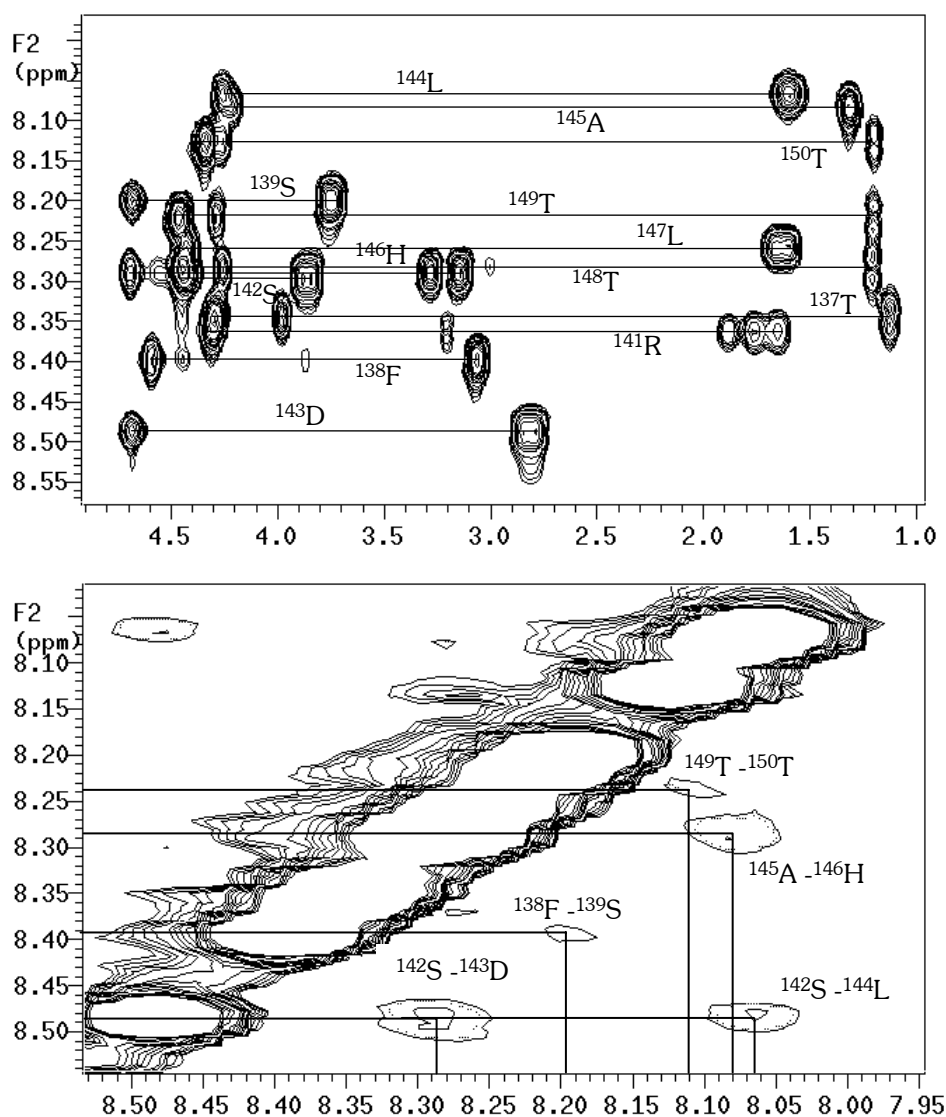 F2
(ppm)
8.10
8.15
8.20
8.25
8.30
8.35
8.40
8.45
8.50
8.55
144L
145A
150T
139S
149T
147L
146H
148T
142S
137T
141R
138F
143D
4.5 4.0 3.5 3.0 2.5 2.0 1.5 1.0
F2
(ppm)
8.10
8.15
8.20
8.25
8.30
8.35
8.40
8.45
8.50
149T -150T
145A -146H
138F -139S
142S -143D
142S -144L
8.50 8.45 8.40 8.35 8.30 8.25 8.20 8.15 8.10 8.05 8.00 7.95